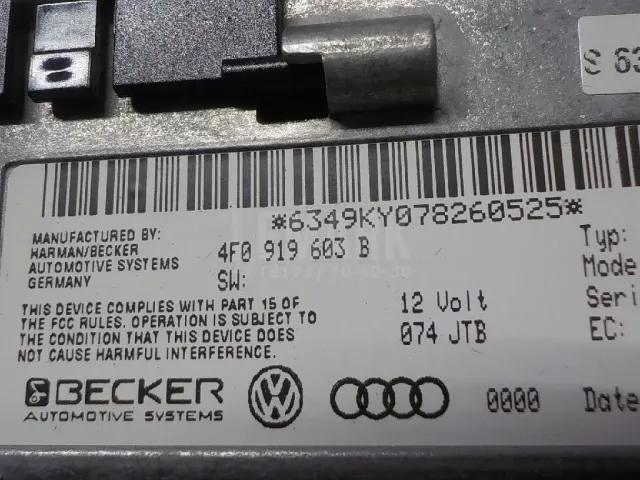 S 63
*6349KY078260525*
MANUFACTURED BY:
HARMAN/BECKER
AUTOMOTIVE SYSTEMS
GERMANY
4F0 919 603 B
SW:
THIS DEVICE COMPLIES WITH PART 15 OF
THE FCC RULES. OPERATION IS SUBJECT TO
THE CONDITION THAT THIS DEVICE DOES
NOT CAUSE HARMFUL INTERFERENCE.
12 Volt
074 JTB
Typ:
Mode
Seri
EC:
BECKER
AUTOMOTIVE SYSTEMS
0000
Date